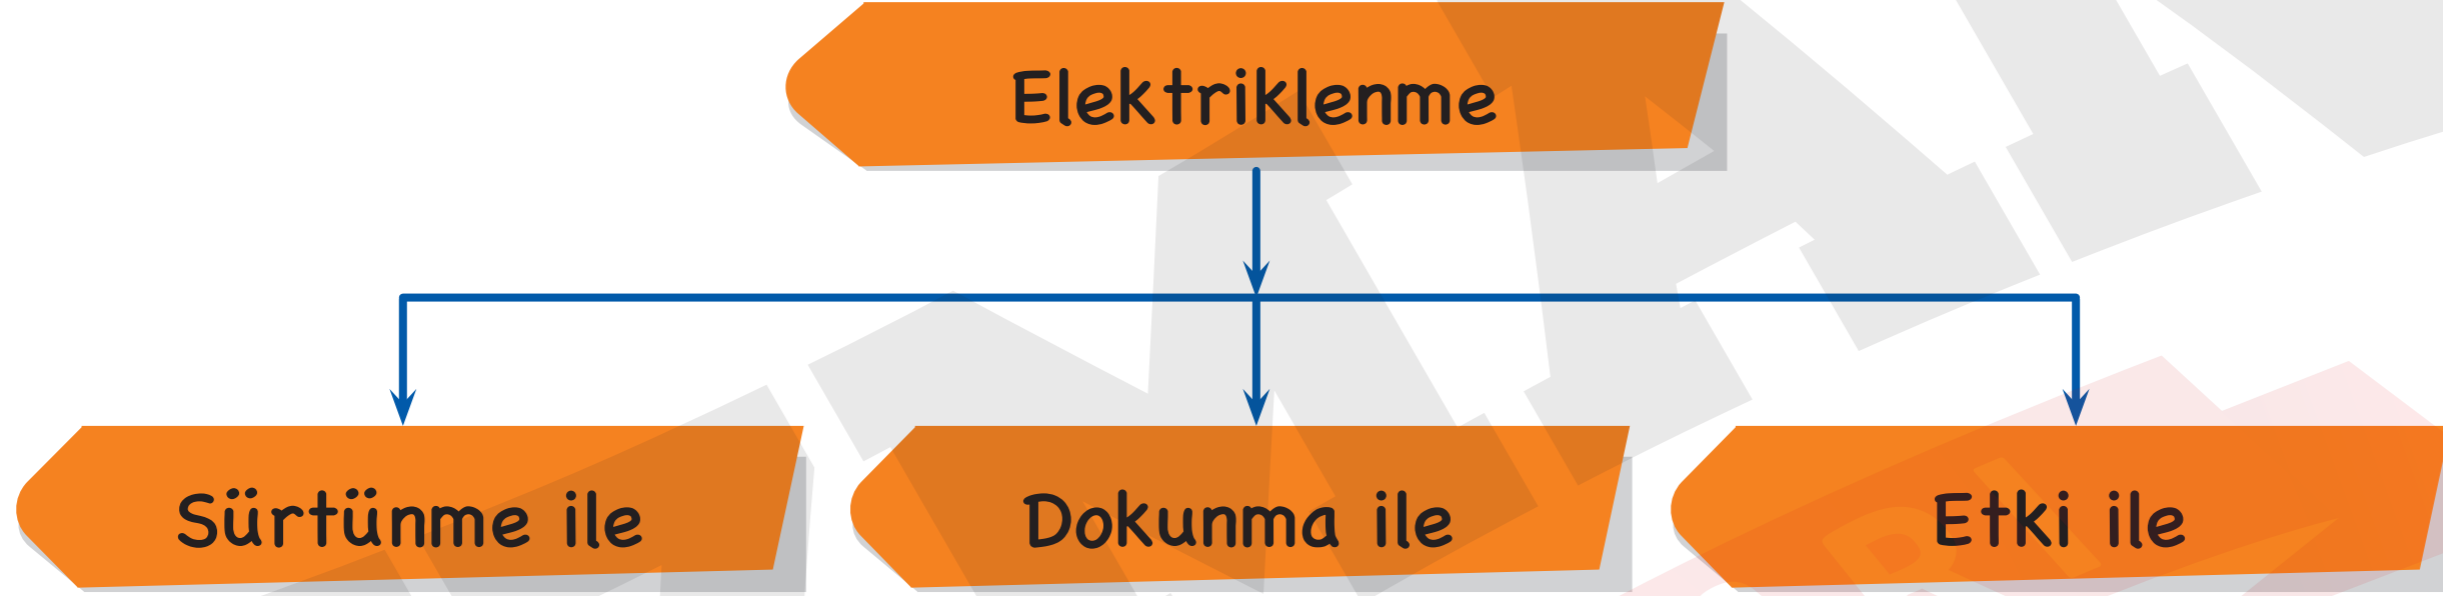 Elektriklenme
Sürtünme ile
Dokunma ile
Etki ile